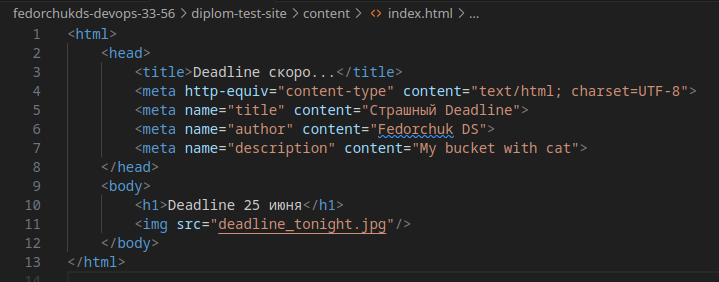 fedorchukds-devops-33-56 > diplom-test-site > content > <> index.html > ...
1 <html>
2 <head>
3 <title>Deadline скоро...</title>
4 <meta http-equiv="content-type" content="text/html; charset=UTF-8">
5 <meta name="title" content="Страшный Deadline">
6 <meta name="author" content="Fedorchuk DS">
7 <meta name="description" content="My bucket with cat">
8 </head>
9 <body>
10 <h1>Deadline 25 июня</h1>
11 <img src="deadline_tonight.jpg"/>
12 </body>
13 </html>
14